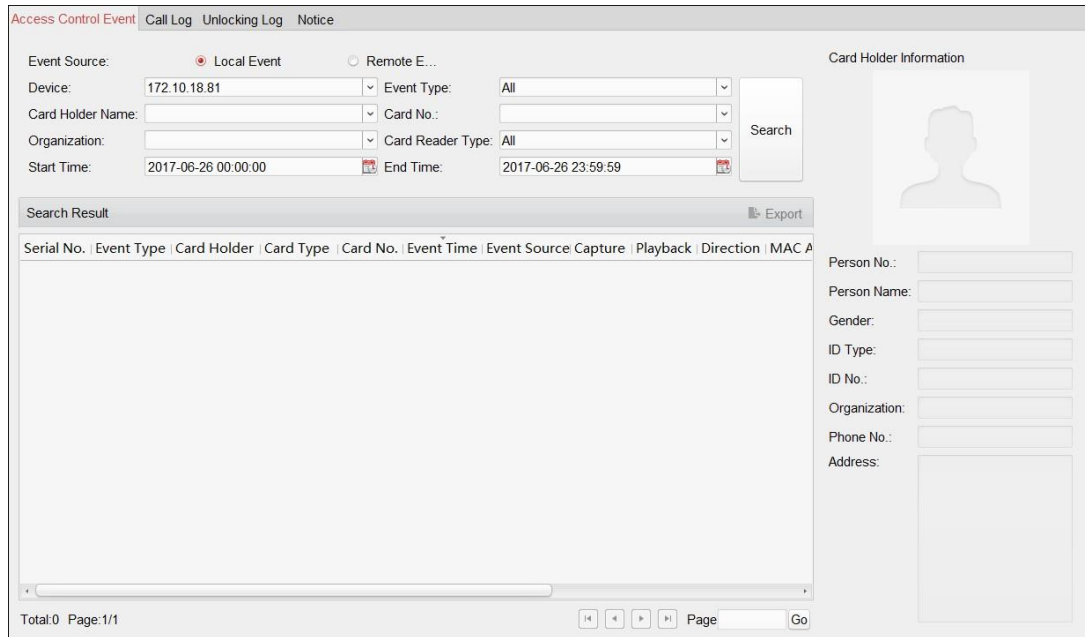 Access Control Event Call Log Unlocking Log Notice
Event Source: Local Event Remote E...
Device: 172.10.18.81 Event Type: All
Card Holder Name: Card No.:
Organization: Card Reader Type: All
Start Time: 2017-06-26 00:00:00 End Time: 2017-06-26 23:59:59
Search
Search Result Export
Serial No. Event Type Card Holder Card Type Card No. Event Time Event Source Capture Playback Direction MAC A
Total:0 Page:1/1 Page Go
Card Holder Information
Person No.:
Person Name:
Gender:
ID Type:
ID No.:
Organization:
Phone No.:
Address: